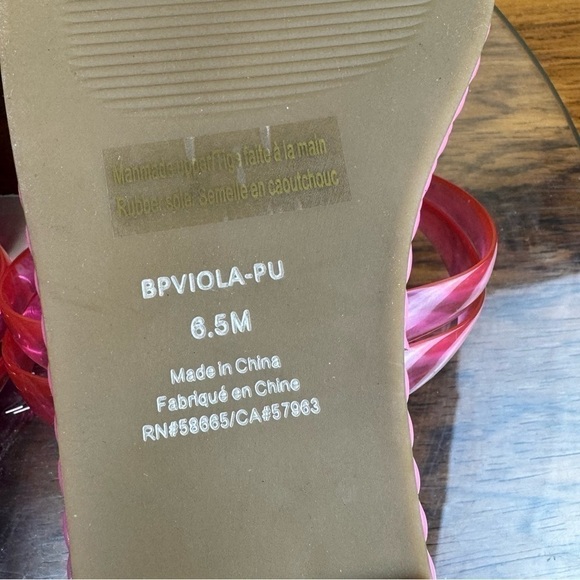 Manmade upper/Tige faite à la main
Rubber sole/ Semelle en caoutchouc
BPVIOLA-PU
6.5M
Made in China
Fabriqué en Chine
RN#58665/CA#57963